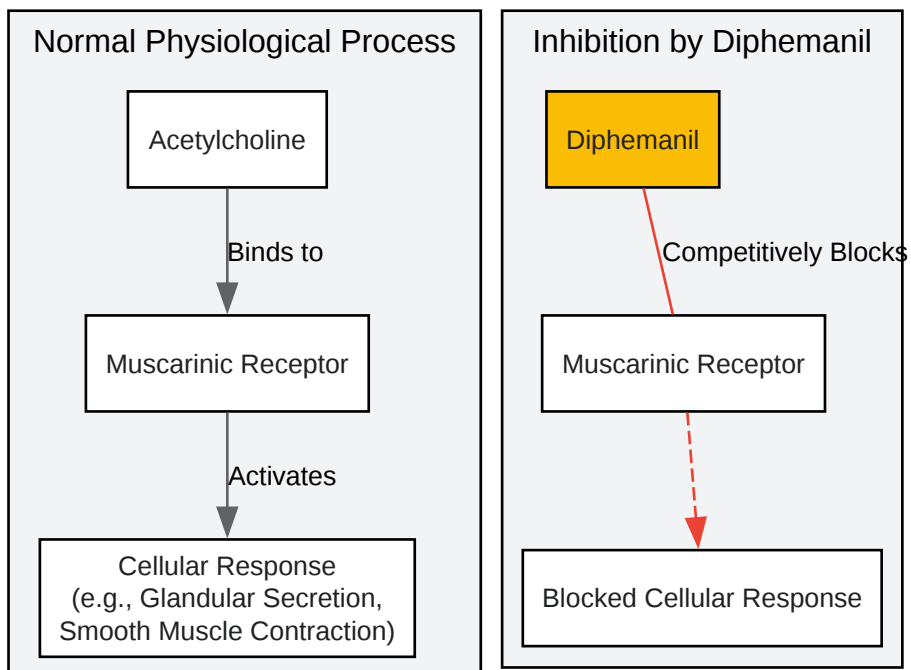 Normal Physiological Process
Acetylcholine
Binds to
Muscarinic Receptor
Activates
Cellular Response
(e.g., Glandular Secretion,
Smooth Muscle Contraction)
Inhibition by Diphemanil
Diphemanil
Competitively Blocks
Muscarinic Receptor
Blocked Cellular Response